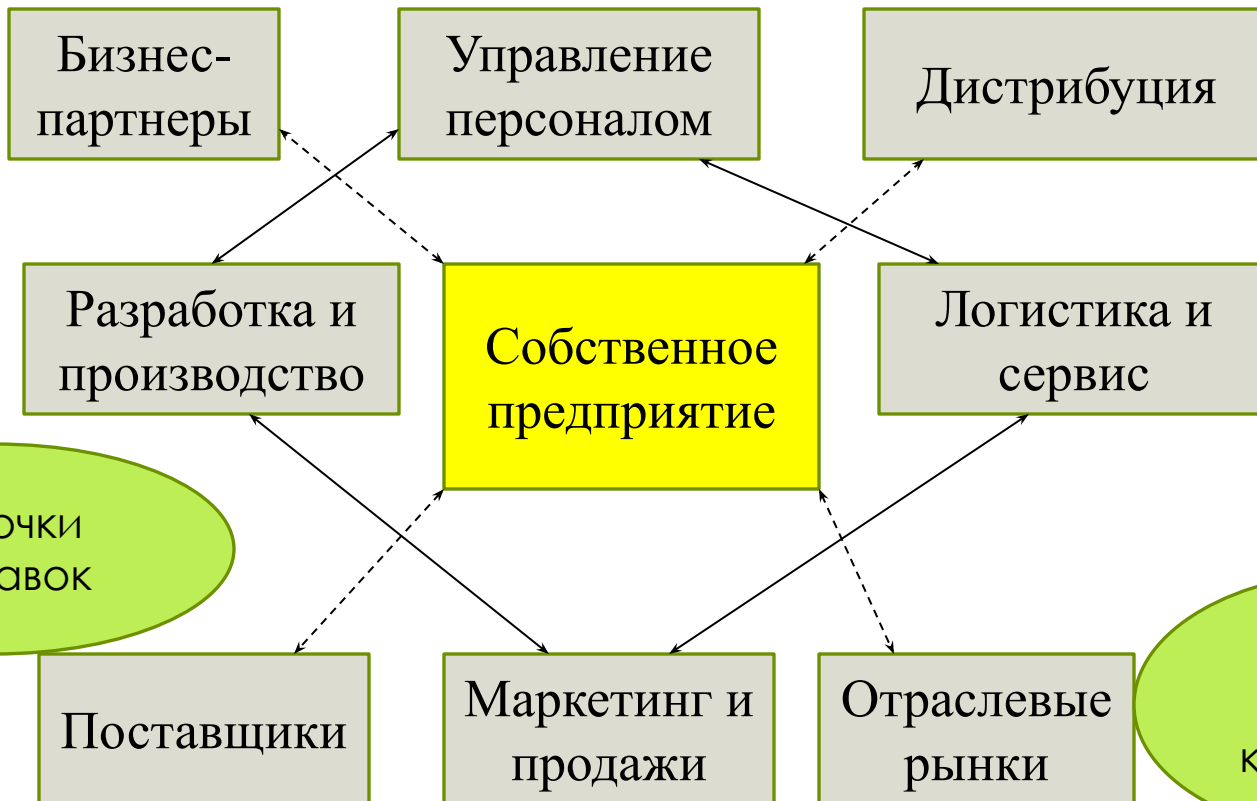 Бизнес-
партнеры
Управление
персоналом
Дистрибуция
Разработка и
производство
Собственное
предприятие
Логистика и
сервис
Поставщики
Маркетинг и
продажи
Отраслевые
рынки